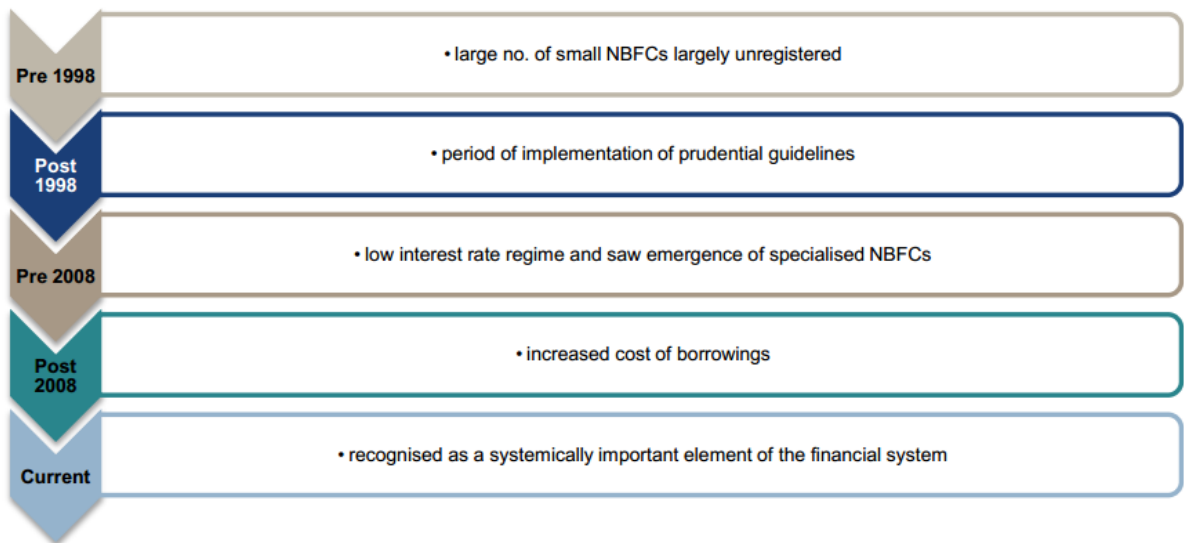 Pre 1998
• large no. of small NBFCs largely unregistered
Post
1998
• period of implementation of prudential guidelines
Pre 2008
• low interest rate regime and saw emergence of specialised NBFCs
Post
2008
• increased cost of borrowings
Current
• recognised as a systemically important element of the financial system